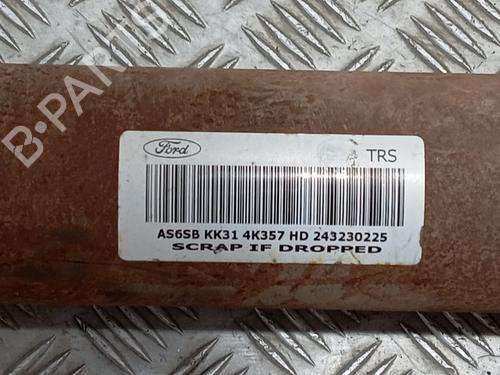 B-PARTS
Ford
TRS
AS6SB KK31 4K357 HD 243230225
SCRAP IF DROPPED